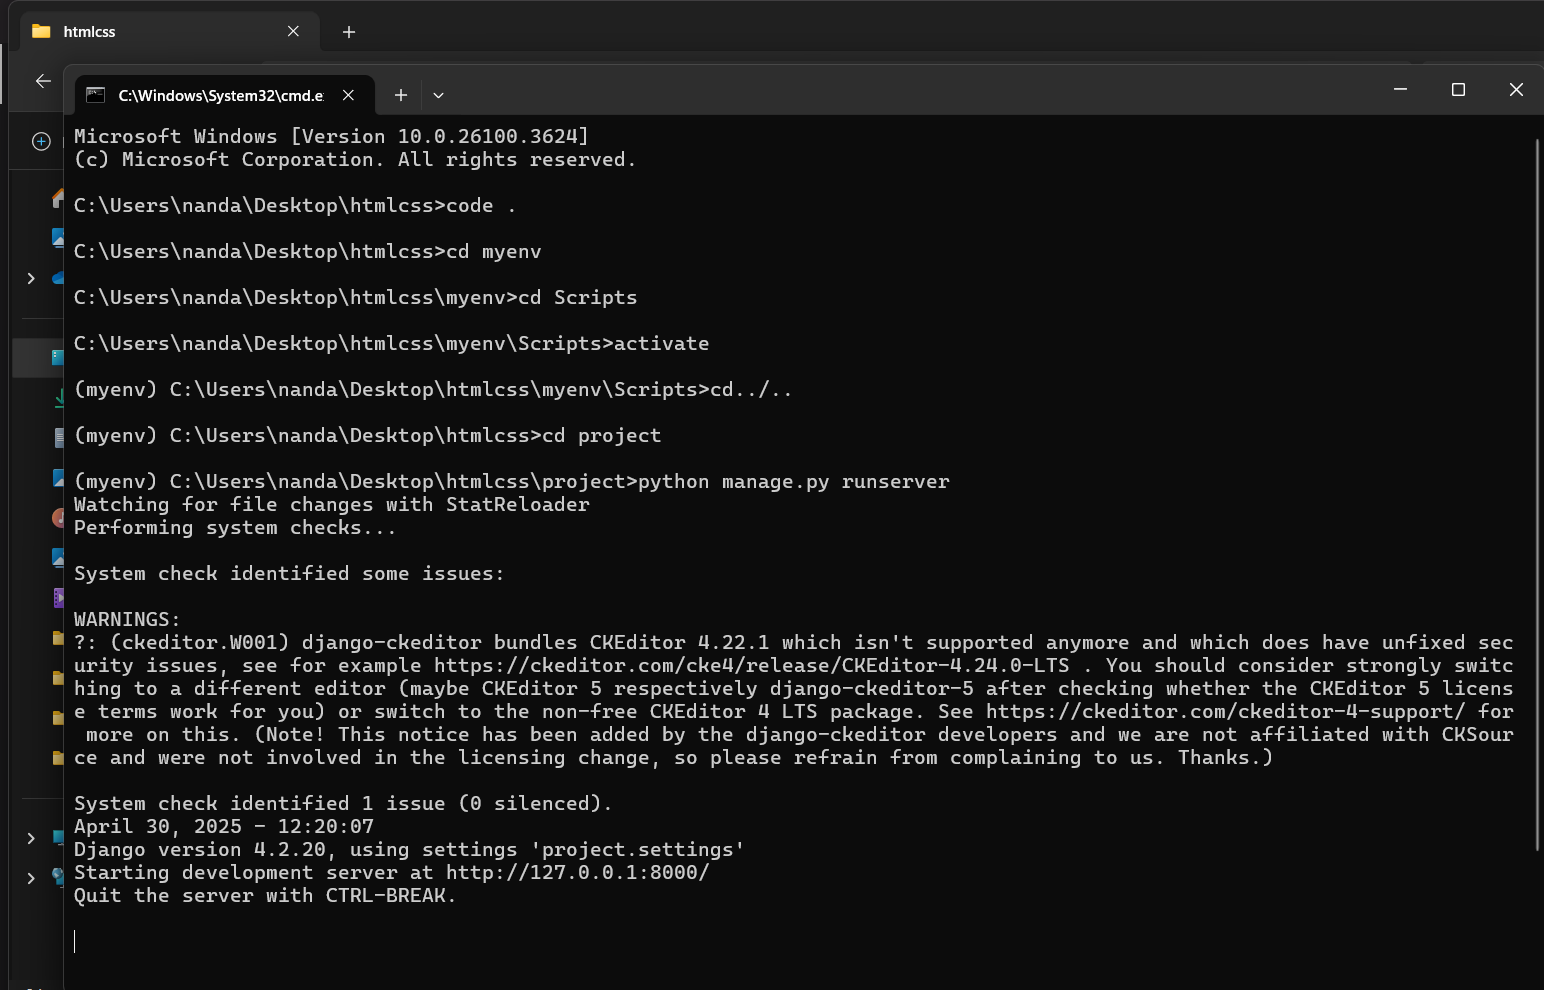 htmlcss
C:\Windows\System32\cmd.e
Microsoft Windows [Version 10.0.26100.3624]
(c) Microsoft Corporation. All rights reserved.
C:\Users\nanda\Desktop\htmlcss>code .
C:\Users\nanda\Desktop\htmlcss>cd myenv
C:\Users\nanda\Desktop\htmlcss\myenv>cd Scripts
C:\Users\nanda\Desktop\htmlcss\myenv\Scripts>activate
(myenv) C:\Users\nanda\Desktop\htmlcss\myenv\Scripts>cd../..
(myenv) C:\Users\nanda\Desktop\htmlcss>cd project
(myenv) C:\Users\nanda\Desktop\htmlcss\project>python manage.py runserver
Watching for file changes with StatReloader
Performing system checks...
System check identified some issues:
WARNINGS:
?: (ckeditor.W001) django-ckeditor bundles CKEditor 4.22.1 which isn't supported anymore and which does have unfixed sec
urity issues, see for example https://ckeditor.com/cke4/release/CKEditor-4.24.0-LTS . You should consider strongly switc
hing to a different editor (maybe CKEditor 5 respectively django-ckeditor-5 after checking whether the CKEditor 5 licens
e terms work for you) or switch to the non-free CKEditor 4 LTS package. See https://ckeditor.com/ckeditor-4-support/ for
 more on this. (Note! This notice has been added by the django-ckeditor developers and we are not affiliated with CKSour
ce and were not involved in the licensing change, so please refrain from complaining to us. Thanks.)
System check identified 1 issue (0 silenced).
April 30, 2025 - 12:20:07
Django version 4.2.20, using settings 'project.settings'
Starting development server at http://127.0.0.1:8000/
Quit the server with CTRL-BREAK.